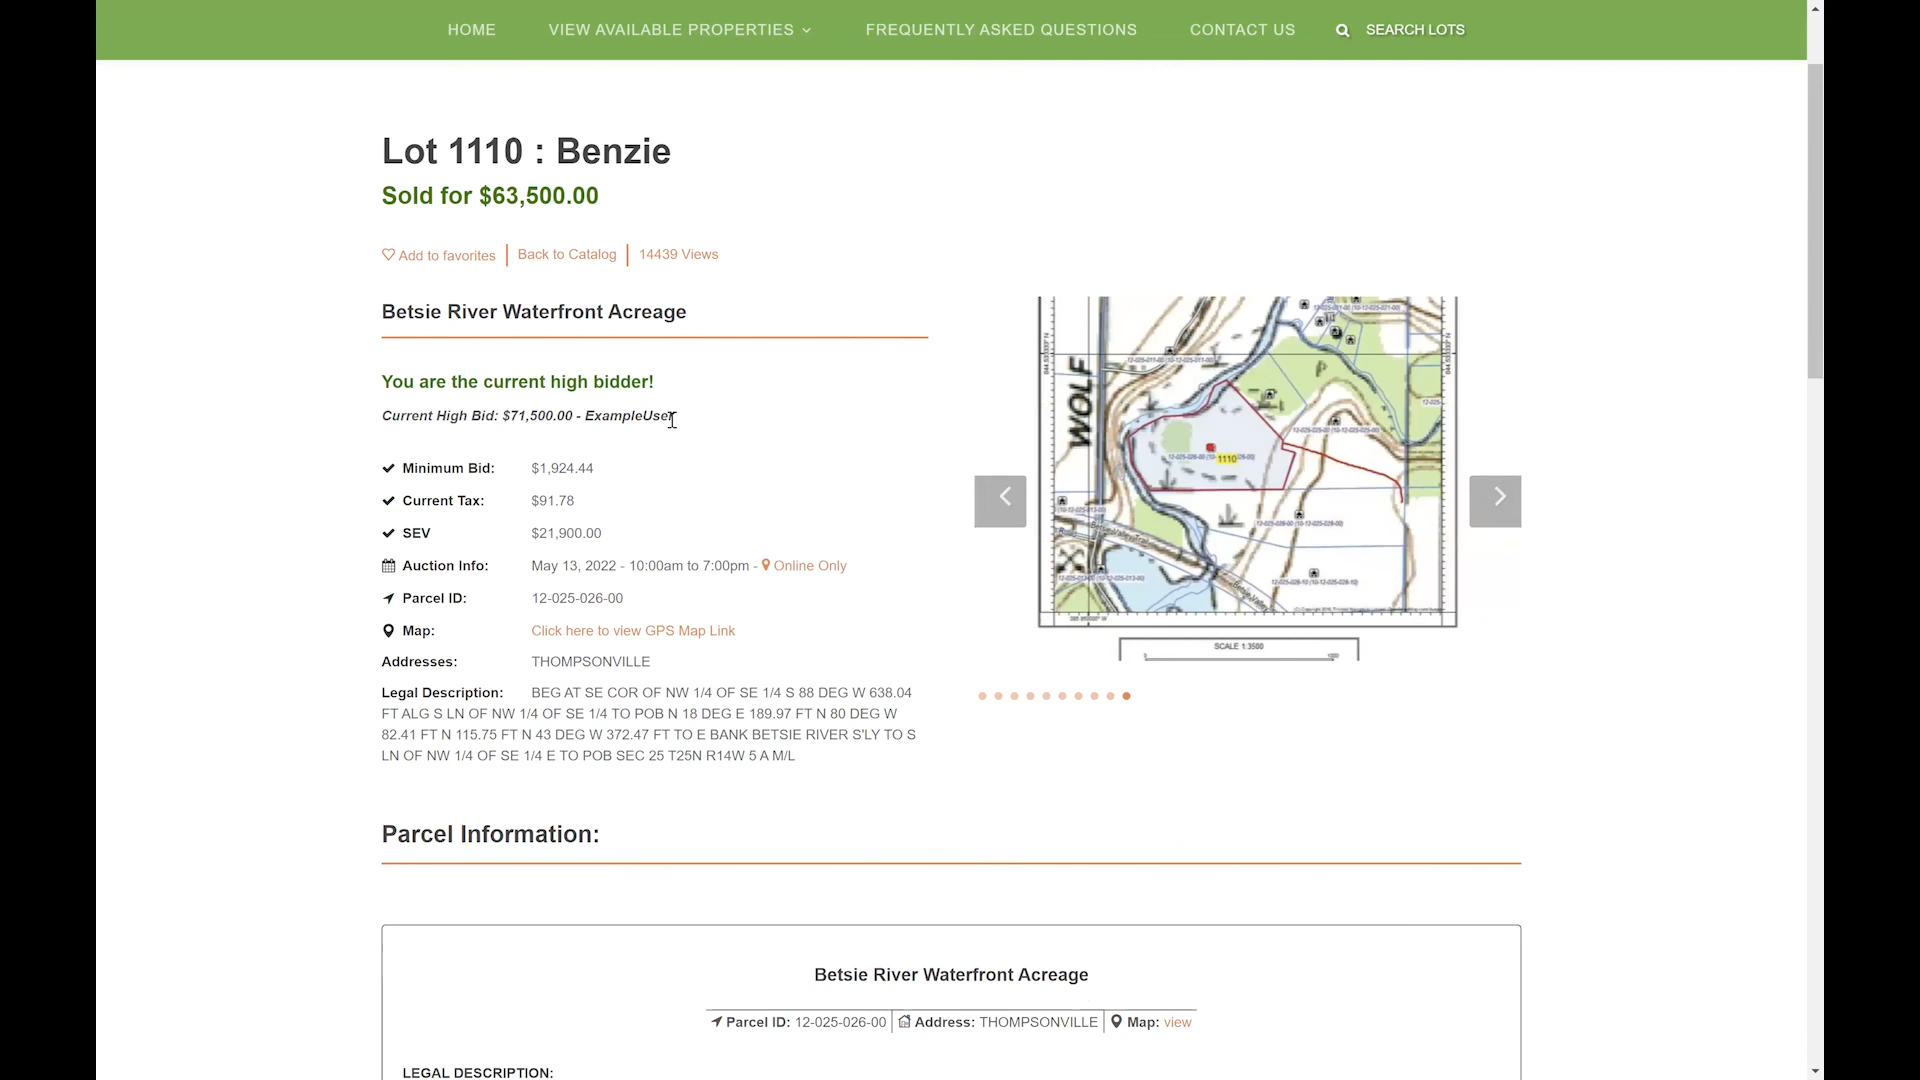 HOME VIEW AVAILABLE PROPERTIES FREQUENTLY ASKED QUESTIONS CONTACT US SEARCH LOTS
Lot 1110 : Benzie
Sold for $63,500.00
Add to favorites Back to Catalog 14439 Views
Betsie River Waterfront Acreage
You are the current high bidder!
Current High Bid: $71,500.00 - ExampleUser
Minimum Bid: $1,924.44
Current Tax: $91.78
SEV $21,900.00
Auction Info: May 13, 2022 - 10:00am to 7:00pm - Online Only
Parcel ID: 12-025-026-00
Map: Click here to view GPS Map Link
Addresses: THOMPSONVILLE
Legal Description: BEG AT SE COR OF NW 1/4 OF SE 1/4 S 88 DEG W 638.04
FT ALG S LN OF NW 1/4 OF SE 1/4 TO POB N 18 DEG E 189.97 FT N 80 DEG W
82.41 FT N 115.75 FT N 43 DEG W 372.47 FT TO E BANK BETSIE RIVER S'LY TO S
LN OF NW 1/4 OF SE 1/4 E TO POB SEC 25 T25N R14W 5 A M/L
WOLF
1110
SCALE 1:3500
Parcel Information:
Betsie River Waterfront Acreage
Parcel ID: 12-025-026-00 Address: THOMPSONVILLE Map: view
LEGAL DESCRIPTION: